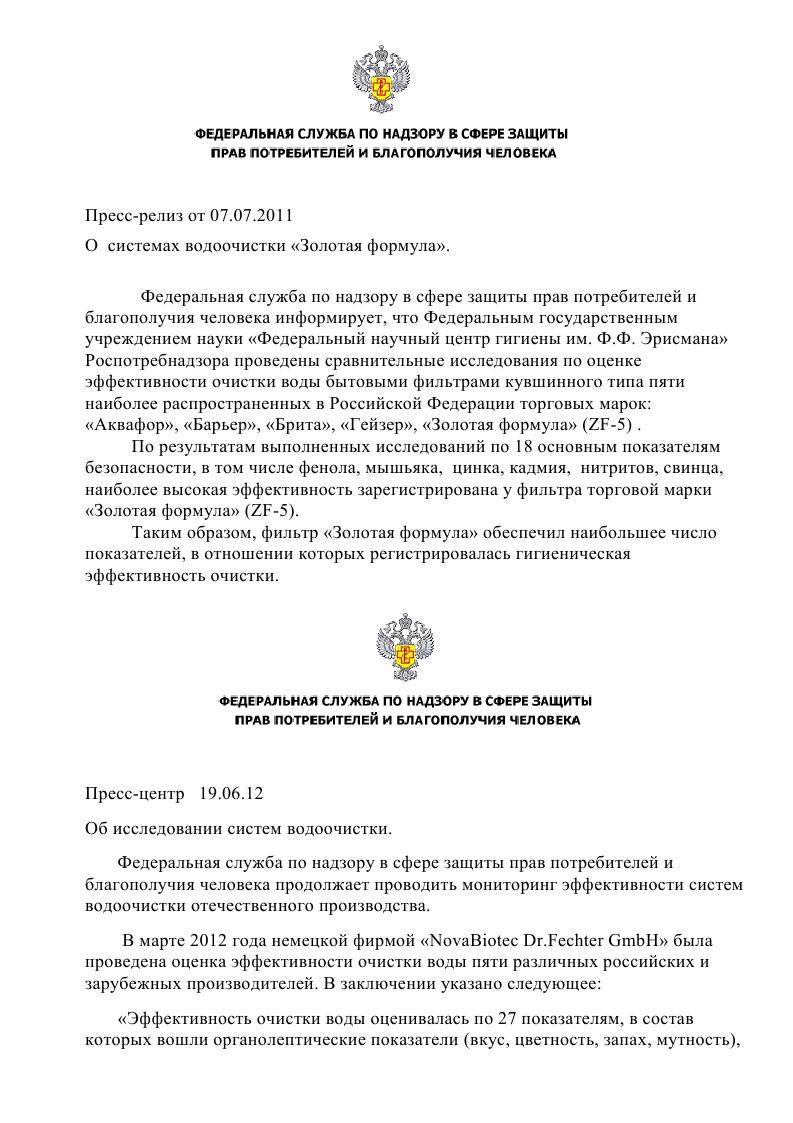 ФЕДЕРАЛЬНАЯ СЛУЖБА ПО НАДЗОРУ В СФЕРЕ ЗАЩИТЫ
ПРАВ ПОТРЕБИТЕЛЕЙ И БЛАГОПОЛУЧИЯ ЧЕЛОВЕКА
Пресс-релиз от 07.07.2011
О  системах водоочистки «Золотая формула».
Федеральная служба по надзору в сфере защиты прав потребителей и
благополучия человека информирует, что Федеральным государственным
учреждением науки «Федеральный научный центр гигиены им. Ф.Ф. Эрисмана»
Роспотребнадзора проведены сравнительные исследования по оценке
эффективности очистки воды бытовыми фильтрами кувшинного типа пяти
наиболее распространенных в Российской Федерации торговых марок:
«Аквафор», «Барьер», «Брита», «Гейзер», «Золотая формула» (ZF-5) .
По результатам выполненных исследований по 18 основным показателям
безопасности, в том числе фенола, мышьяка,  цинка, кадмия,  нитритов, свинца,
наиболее высокая эффективность зарегистрирована у фильтра торговой марки
«Золотая формула» (ZF-5).
Таким образом, фильтр «Золотая формула» обеспечил наибольшее число
показателей, в отношении которых регистрировалась гигиеническая
эффективность очистки.
ФЕДЕРАЛЬНАЯ СЛУЖБА ПО НАДЗОРУ В СФЕРЕ ЗАЩИТЫ
ПРАВ ПОТРЕБИТЕЛЕЙ И БЛАГОПОЛУЧИЯ ЧЕЛОВЕКА
Пресс-центр   19.06.12
Об исследовании систем водоочистки.
Федеральная служба по надзору в сфере защиты прав потребителей и
благополучия человека продолжает проводить мониторинг эффективности систем
водоочистки отечественного производства.
В марте 2012 года немецкой фирмой «NovaBiotec Dr.Fechter GmbH» была
проведена оценка эффективности очистки воды пяти различных российских и
зарубежных производителей. В заключении указано следующее:
«Эффективность очистки воды оценивалась по 27 показателям, в состав
которых вошли органолептические показатели (вкус, цветность, запах, мутность),